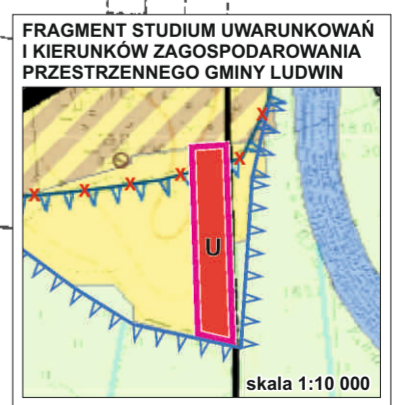 FRAGMENT STUDIUM UWARUNKOWAŃ
I KIERUNKÓW ZAGOSPODAROWANIA
PRZESTRZENNEGO GMINY LUDWIN
U
skala 1:10 000